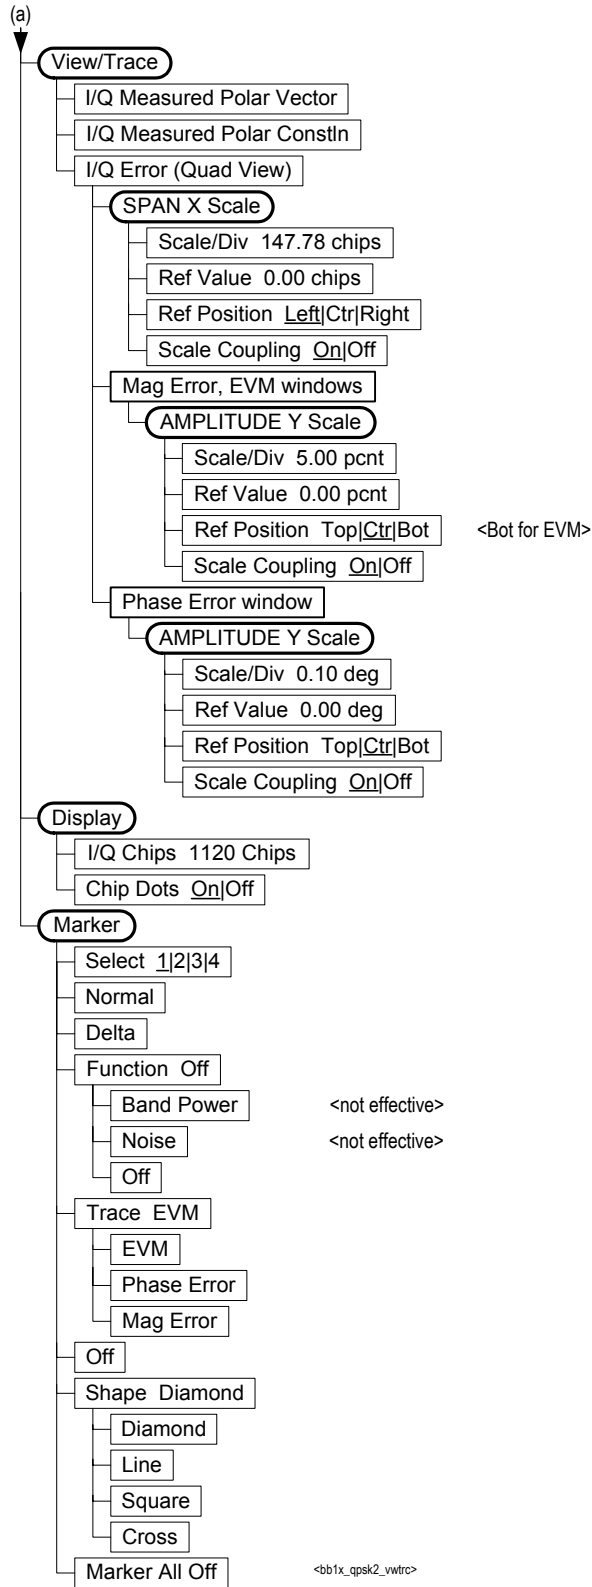 (a)
View/Trace
I/Q Measured Polar Vector
I/Q Measured Polar Constln
I/Q Error (Quad View)
SPAN X Scale
Scale/Div 147.78 chips
Ref Value 0.00 chips
Ref Position Left|Ctr|Right
Scale Coupling On|Off
Mag Error, EVM windows
AMPLITUDE Y Scale
Scale/Div 5.00 pcnt
Ref Value 0.00 pcnt
Ref Position Top|Ctr|Bot <Bot for EVM>
Scale Coupling On|Off
Phase Error window
AMPLITUDE Y Scale
Scale/Div 0.10 deg
Ref Value 0.00 deg
Ref Position Top|Ctr|Bot
Scale Coupling On|Off
Display
I/Q Chips 1120 Chips
Chip Dots On|Off
Marker
Select 1|2|3|4
Normal
Delta
Function Off
Band Power <not effective>
Noise <not effective>
Off
Trace EVM
EVM
Phase Error
Mag Error
Off
Shape Diamond
Diamond
Line
Square
Cross
Marker All Off <bb1x_qpsk2_vwtrc>